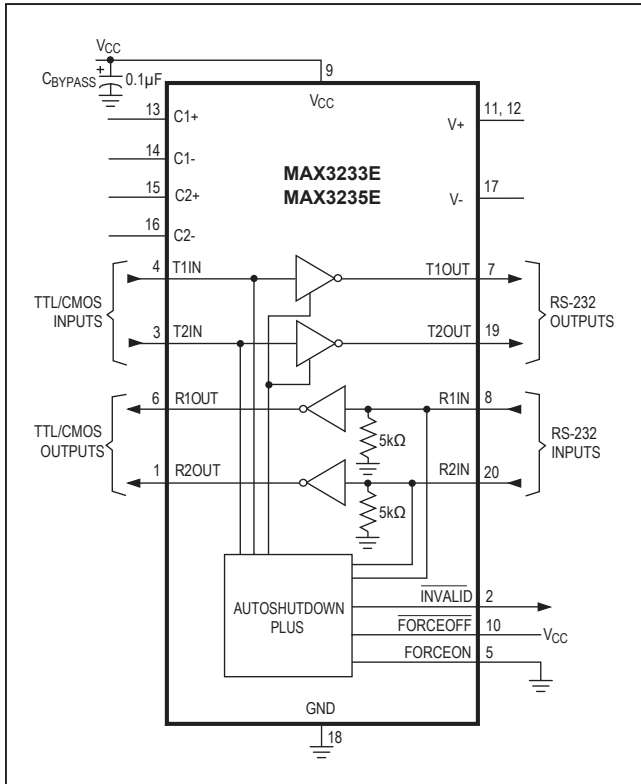 VCC
+
CBYPASS 0.1µF
9
VCC
13 C1+
11, 12
V+
14 C1-
MAX3233E
MAX3235E
15 C2+
17
V-
16 C2-
4 T1IN
T1OUT 7
TTL/CMOS
INPUTS
RS-232
OUTPUTS
3 T2IN
T2OUT 19
6 R1OUT
R1IN 8
5kΩ
TTL/CMOS
OUTPUTS
RS-232
INPUTS
1 R2OUT
R2IN 20
5kΩ
AUTOSHUTDOWN
PLUS
INVALID 2
FORCEOFF 10
VCC
FORCEON 5
GND
18